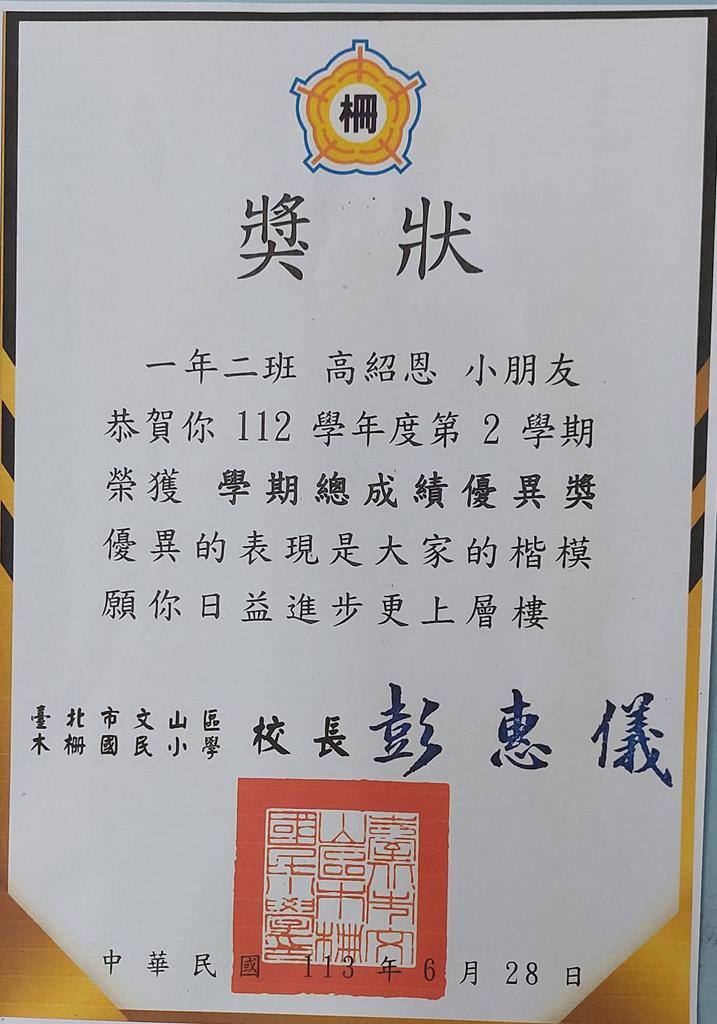 柵
獎 狀
一年二班 高紹恩 小朋友
恭賀你 112 學年度第 2 學期
榮獲 學期總成績優異獎
優異的表現是大家的楷模
願你日益進步更上層樓
臺北市文山區
木柵國民小學
校長 彭惠儀
中華民國 113 年 6 月 28 日